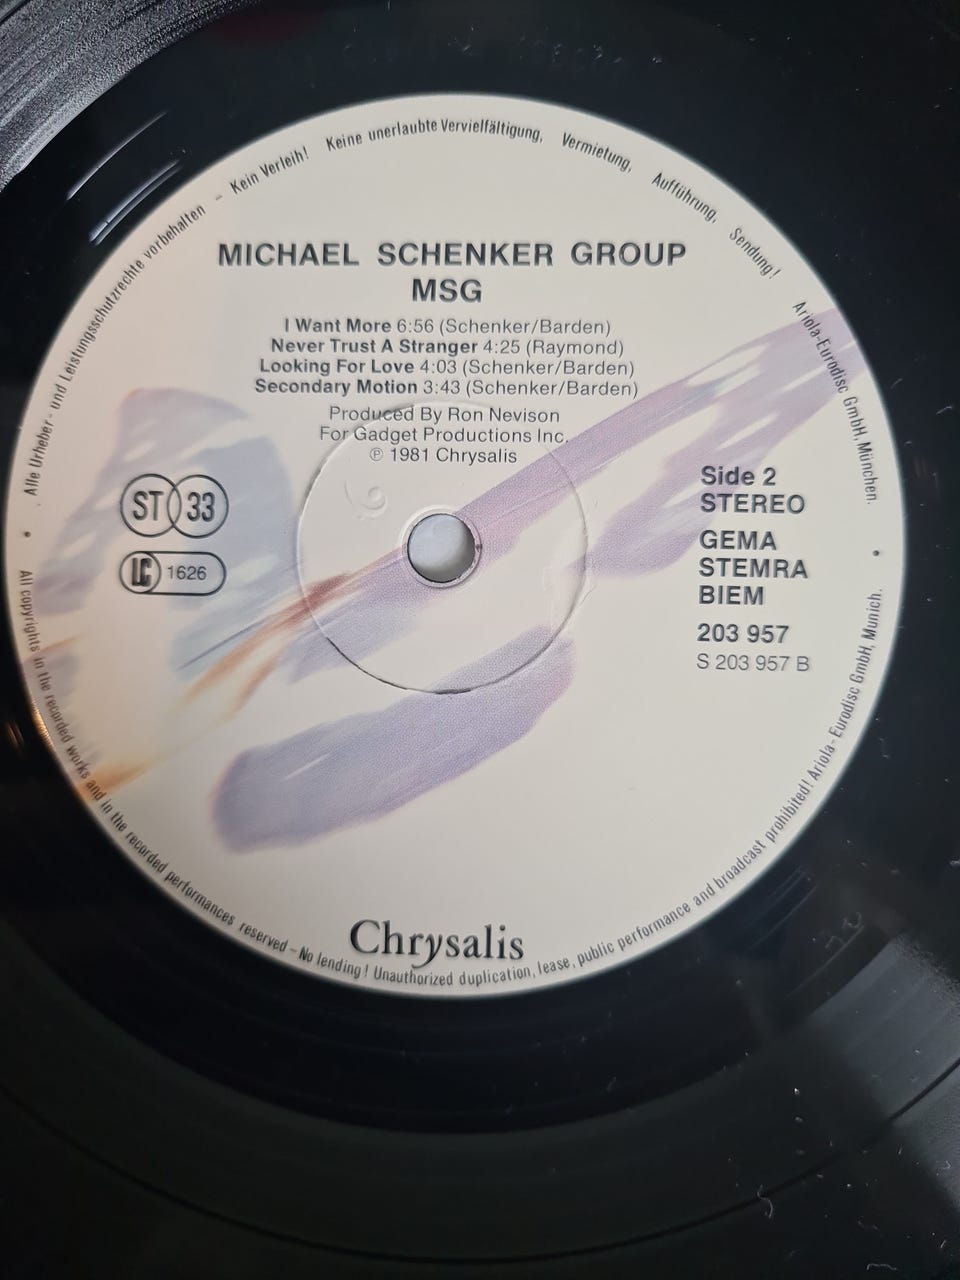 Alle Urheber- und Leistungsschutzrechte vorbehalten – Kein Verleih! Keine unerlaubte Vervielfältigung, Vermietung, Aufführung, Sendung! Ariola-Eurodisc GmbH, München.
MICHAEL SCHENKER GROUP
MSG
I Want More 6:56 (Schenker/Barden)
Never Trust A Stranger 4:25 (Raymond)
Looking For Love 4:03 (Schenker/Barden)
Secondary Motion 3:43 (Schenker/Barden)
Produced By Ron Nevison
For Gadget Productions Inc.
℗ 1981 Chrysalis
ST 33
LC 1626
Side 2
STEREO
GEMA
STEMRA
BIEM
203 957
S 203 957 B
Chrysalis
All copyrights in the recorded works and in the recorded performances reserved – No lending! Unauthorized duplication, lease, public performance and broadcast prohibited! Ariola-Eurodisc GmbH, Munich.